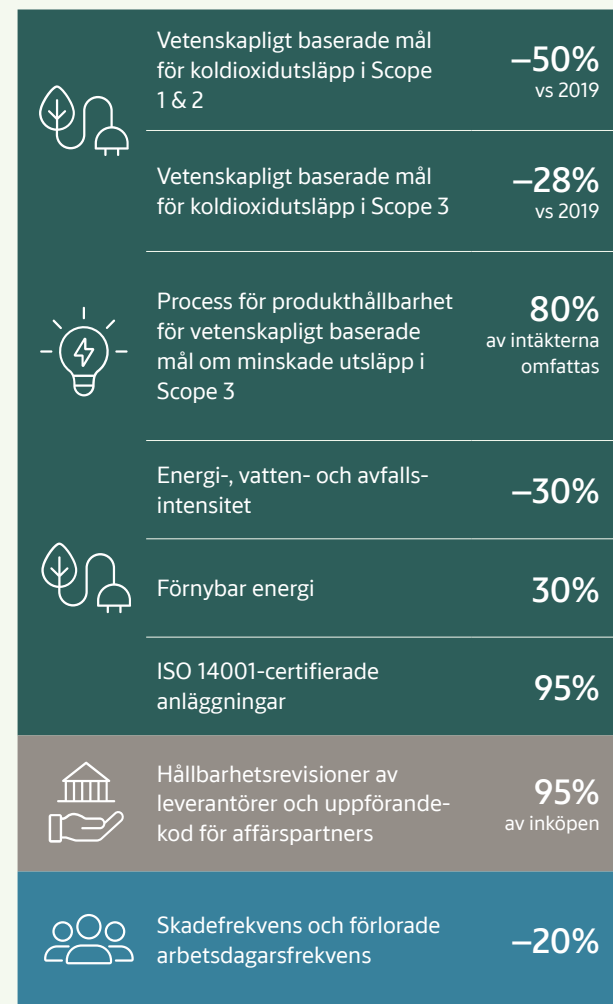 Vetenskapligt baserade mål
för koldioxidutsläpp i Scope
1 & 2
–50%
vs 2019
Vetenskapligt baserade mål
för koldioxidutsläpp i Scope 3
–28%
vs 2019
Process för produkthållbarhet
för vetenskapligt baserade
mål om minskade utsläpp i
Scope 3
80%
av intäkterna
omfattas
Energi-, vatten- och avfalls-
intensitet
–30%
Förnybar energi
30%
ISO 14001-certifierade
anläggningar
95%
Hållbarhetsrevisioner av
leverantörer och uppförande-
kod för affärspartners
95%
av inköpen
Skadefrekvens och förlorade
arbetsdagarsfrekvens
–20%